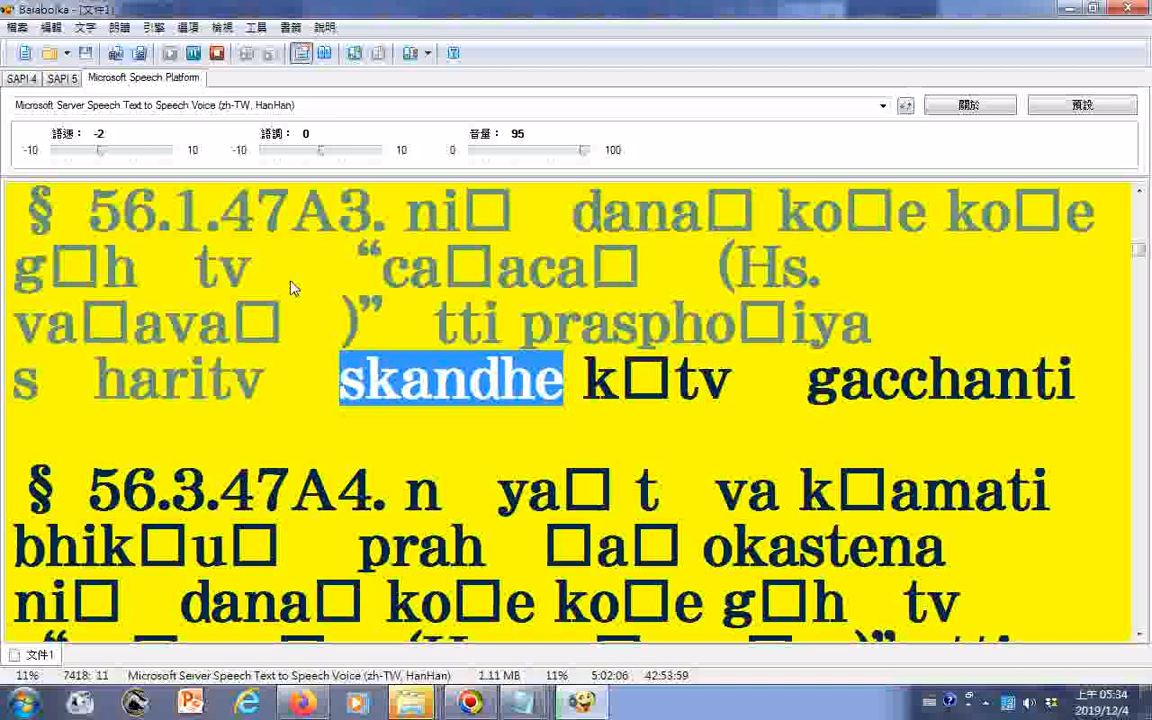 Balabolka - [文件1]
檔案 編輯 文字 朗讀 引擎 選項 檢視 工具 書籤 說明
SAPI 4 SAPI 5 Microsoft Speech Platform
Microsoft Server Speech Text to Speech Voice (zh-TW, HanHan) 關於 預設
語速： -2 語調： 0 音量： 95
-10 10 -10 10 0 100
§ 56.1.47A3. ni□ dana□ ko□e ko□e
g□h tv “ca□aca□ (Hs.
va□ava□ )” tti praspho□iya
s haritv skandhe k□tv gacchanti
§ 56.3.47A4. n ya□ t va k□amati
bhik□u□ prah □a□ okastena
ni□ dana□ ko□e ko□e g□h tv
文件1
11% 7418: 11 Microsoft Server Speech Text to Speech Voice (zh-TW, HanHan) 1.11 MB 11% 5:02:06 42:53:59
上午 05:34
2019/12/4